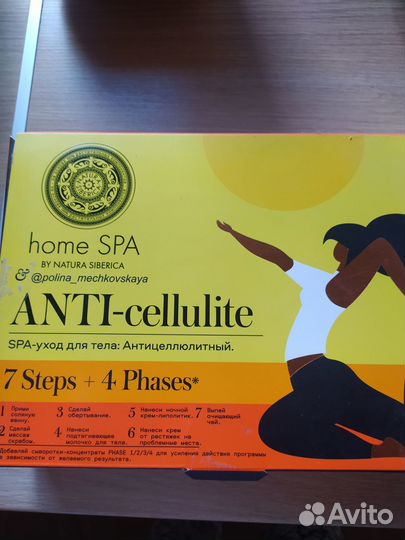 NATURA SIBERICA
home SPA
BY NATURA SIBERICA
& @polina_mechkovskaya
ANTI-cellulite
SPA-уход для тела: Антицеллюлитный.
7 Steps + 4 Phases*
1 Прими соляную ванну.
2 Сделай массаж скрабом.
3 Сделай обертывание.
4 Нанеси подтягивающее молочко для тела.
5 Нанеси ночной крем-липолитик.
6 Нанеси крем от растяжек на проблемные места.
7 Выпей очищающий чай.
Добавляй сыворотки-концентраты PHASE 1/2/3/4 для усиления действия программы
в зависимости от желаемого результата.
Avito